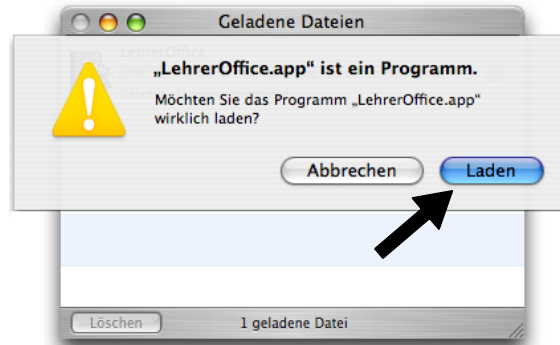 Geladene Dateien
LehrerOffice
„LehrerOffice.app“ ist ein Programm.
Möchten Sie das Programm „LehrerOffice.app“
wirklich laden?
Abbrechen
Laden
Löschen
1 geladene Datei